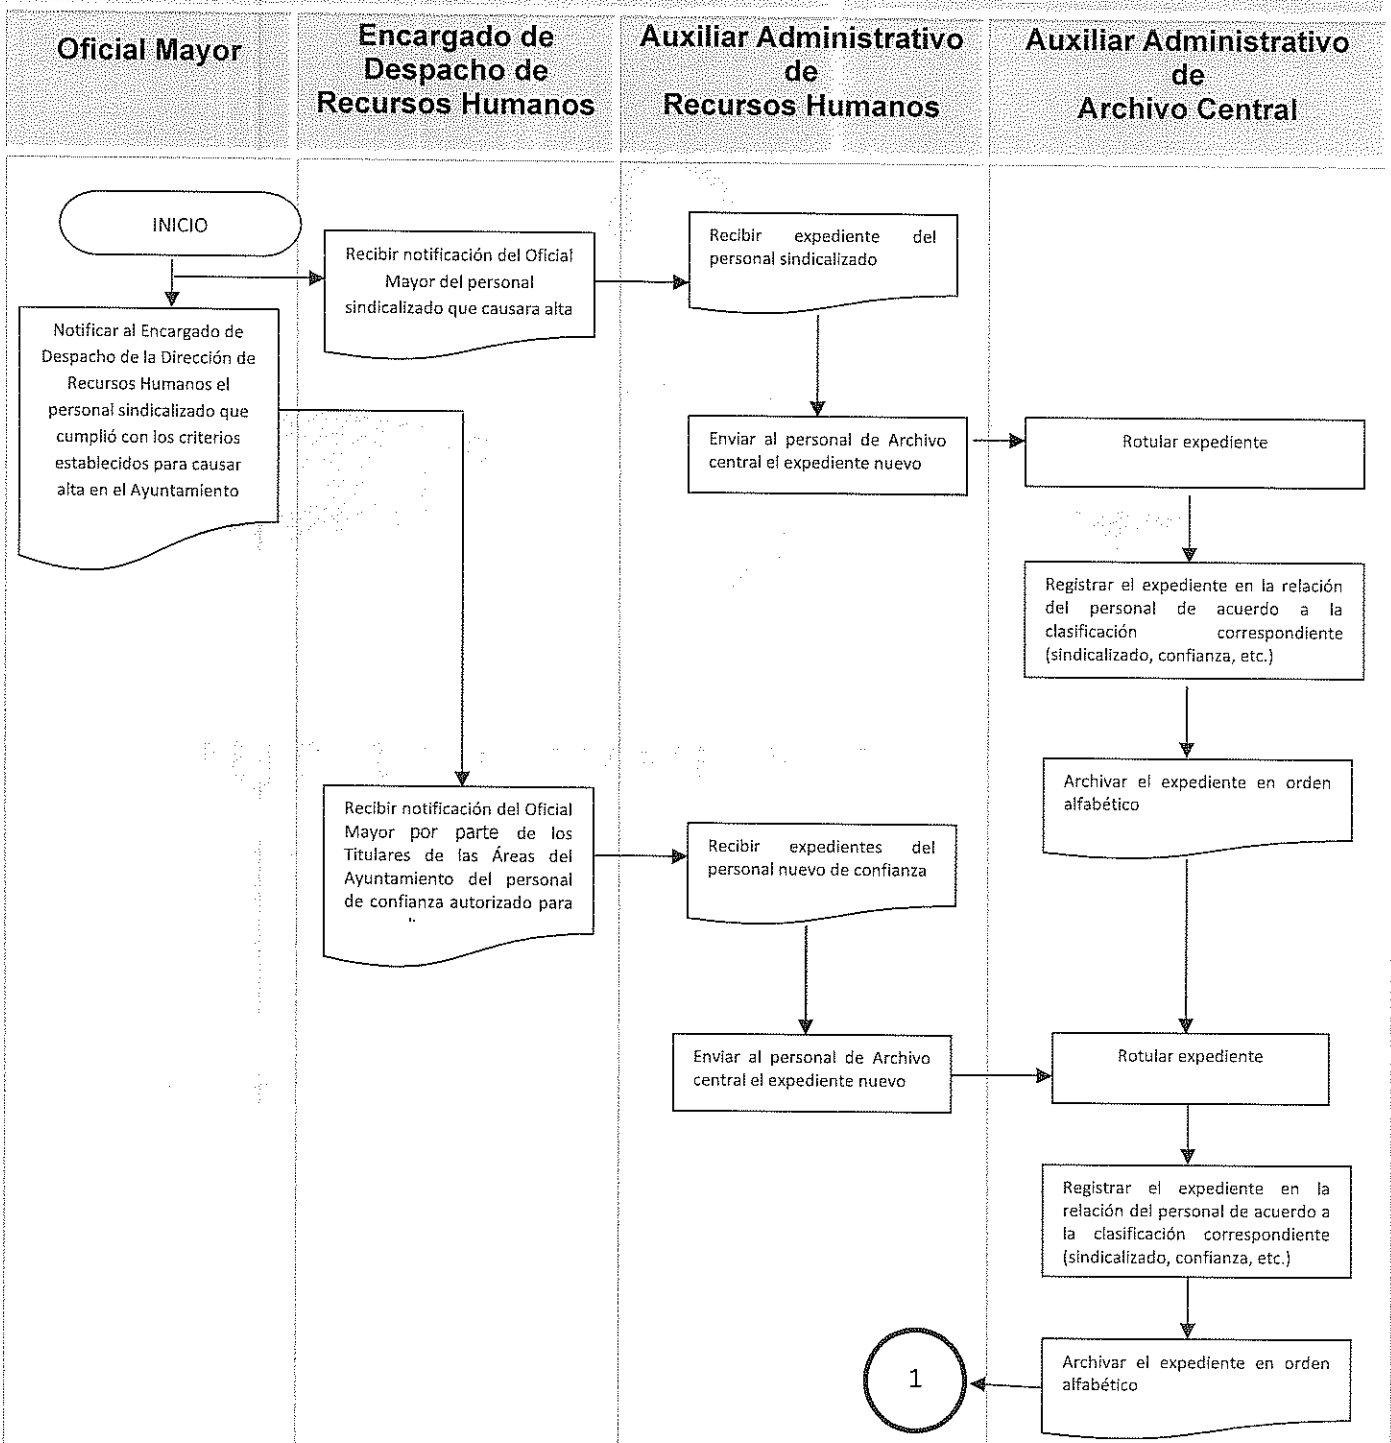 Oficial Mayor
Encargado de
Despacho de
Recursos Humanos
Auxiliar Administrativo
de
Recursos Humanos
Auxiliar Administrativo
de
Archivo Central
INICIO
Recibir notificación del Oficial
Mayor del personal
sindicalizado que causara alta
Recibir expediente del
personal sindicalizado
Notificar al Encargado de
Despacho de la Dirección de
Recursos Humanos el
personal sindicalizado que
cumplió con los criterios
establecidos para causar
alta en el Ayuntamiento
Enviar al personal de Archivo
central el expediente nuevo
Rotular expediente
Registrar el expediente en la relación
del personal de acuerdo a la
clasificación correspondiente
(sindicalizado, confianza, etc.)
Archivar el expediente en orden
alfabético
Recibir notificación del Oficial
Mayor por parte de los
Titulares de las Áreas del
Ayuntamiento del personal
de confianza autorizado para
Recibir expedientes del
personal nuevo de confianza
Enviar al personal de Archivo
central el expediente nuevo
Rotular expediente
Registrar el expediente en la
relación del personal de acuerdo a
la clasificación correspondiente
(sindicalizado, confianza, etc.)
Archivar el expediente en orden
alfabético
1